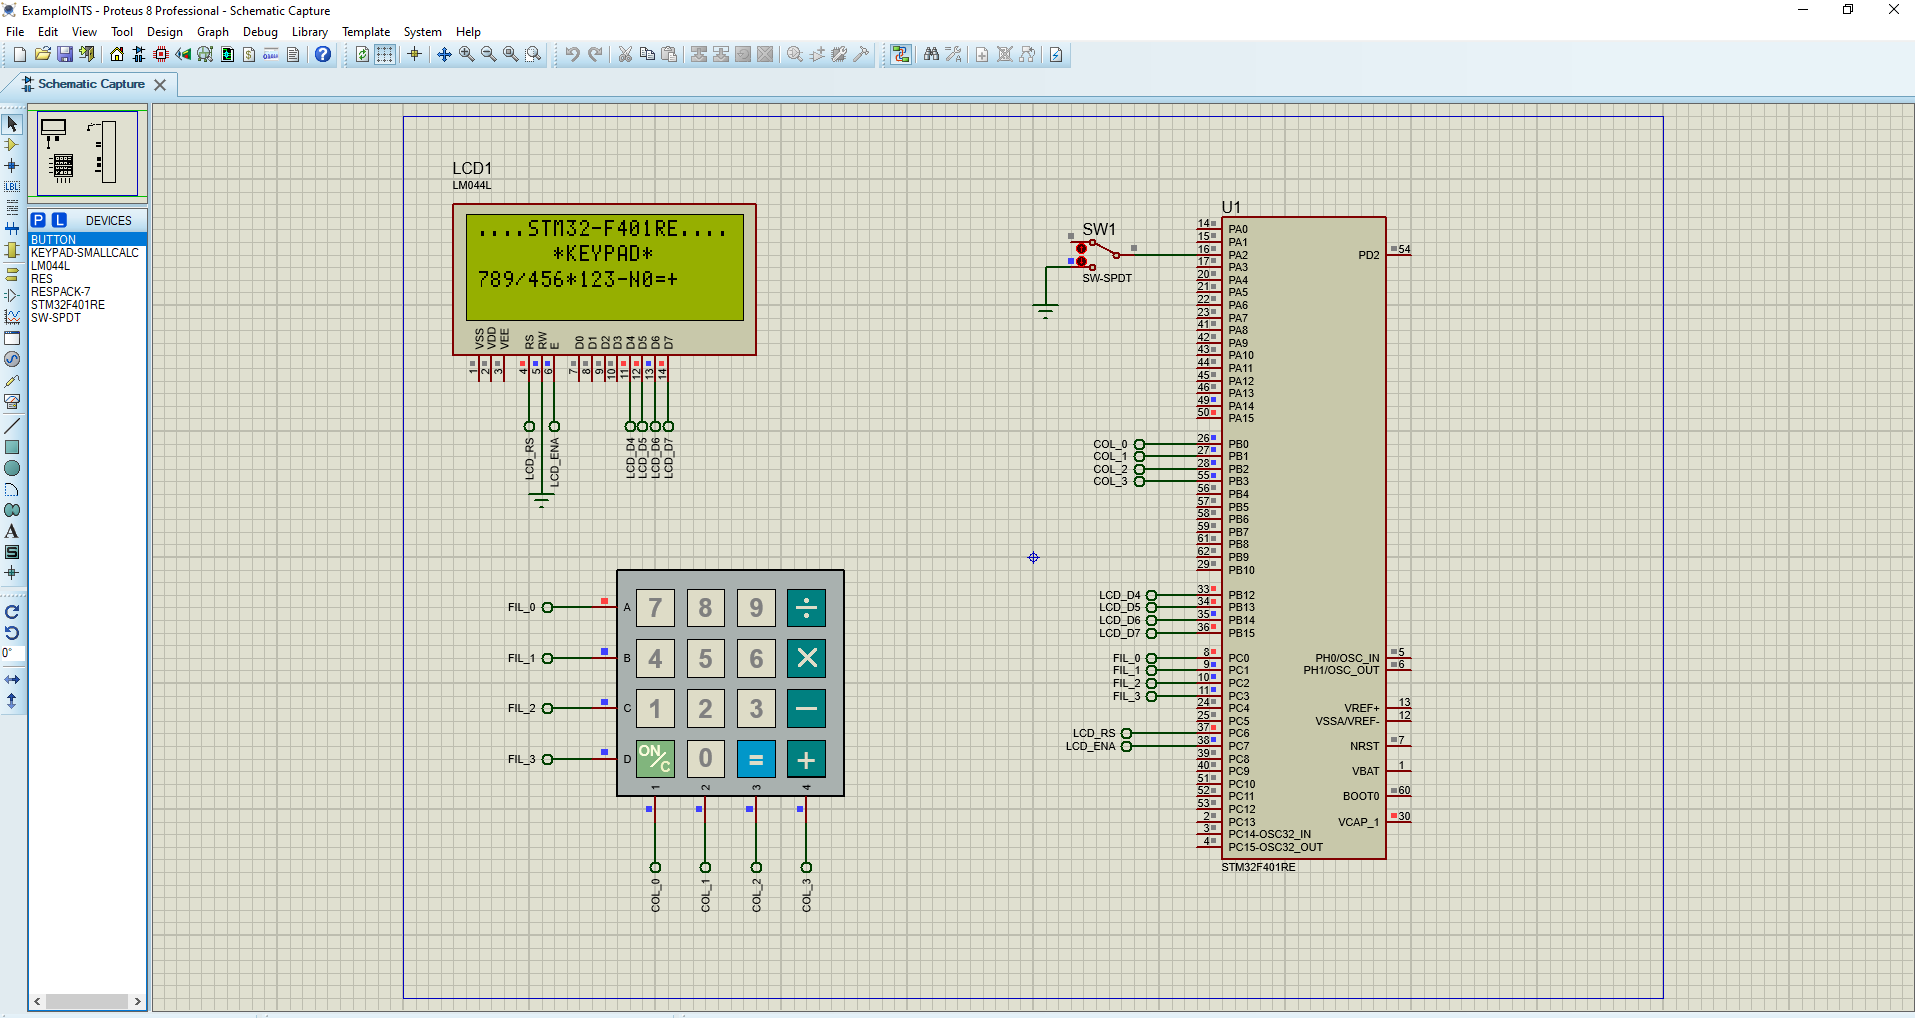 ExamploINTS - Proteus 8 Professional - Schematic Capture
File Edit View Tool Design Graph Debug Library Template System Help
Schematic Capture
P L DEVICES
BUTTON
KEYPAD-SMALLCALC
LM044L
RES
RESPACK-7
STM32F401RE
SW-SPDT
LBL
A
S
0°
LCD1
LM044L
....STM32-F401RE....
*KEYPAD*
789/456*123-N0=+
VSS VDD VEE RS RW E D0 D1 D2 D3 D4 D5 D6 D7
1 2 3 4 5 6 7 8 9 10 11 12 13 14
LCD_RS LCD_ENA LCD_D4 LCD_D5 LCD_D6 LCD_D7
FIL_0 A 7 8 9 ÷
FIL_1 B 4 5 6 ×
FIL_2 C 1 2 3 −
FIL_3 D ON/C 0 = +
1 2 3 4
COL_0 COL_1 COL_2 COL_3
SW1
SW-SPDT
U1
14 PA0
15 PA1
16 PA2
17 PA3
20 PA4
21 PA5
22 PA6
23 PA7
41 PA8
42 PA9
43 PA10
44 PA11
45 PA12
46 PA13
49 PA14
50 PA15
COL_0 26 PB0
COL_1 27 PB1
COL_2 28 PB2
COL_3 55 PB3
56 PB4
57 PB5
58 PB6
59 PB7
61 PB8
62 PB9
29 PB10
LCD_D4 33 PB12
LCD_D5 34 PB13
LCD_D6 35 PB14
LCD_D7 36 PB15
FIL_0 8 PC0
FIL_1 9 PC1
FIL_2 10 PC2
FIL_3 11 PC3
24 PC4
25 PC5
LCD_RS 37 PC6
LCD_ENA 38 PC7
39 PC8
40 PC9
51 PC10
52 PC11
53 PC12
2 PC13
3 PC14-OSC32_IN
4 PC15-OSC32_OUT
PD2 54
PH0/OSC_IN 5
PH1/OSC_OUT 6
VREF+ 13
VSSA/VREF- 12
NRST 7
VBAT 1
BOOT0 60
VCAP_1 30
STM32F401RE